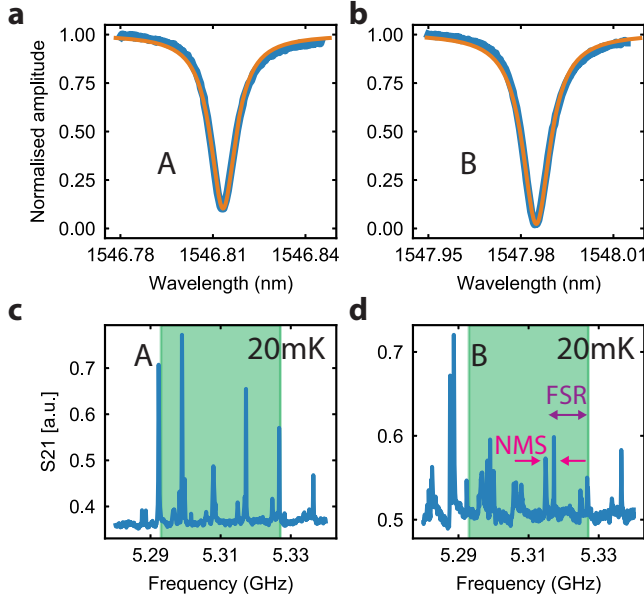 a
b
1.00
0.75
0.50
0.25
0.00
Normalised amplitude
A
1546.78
1546.81
1546.84
Wavelength (nm)
1.00
0.75
0.50
0.25
0.00
B
1547.95
1547.98
1548.01
Wavelength (nm)
c
d
A
20mK
0.7
0.6
0.5
0.4
S21 [a.u.]
5.29
5.31
5.33
Frequency (GHz)
B
20mK
0.7
0.6
0.5
FSR
NMS
5.29
5.31
5.33
Frequency (GHz)